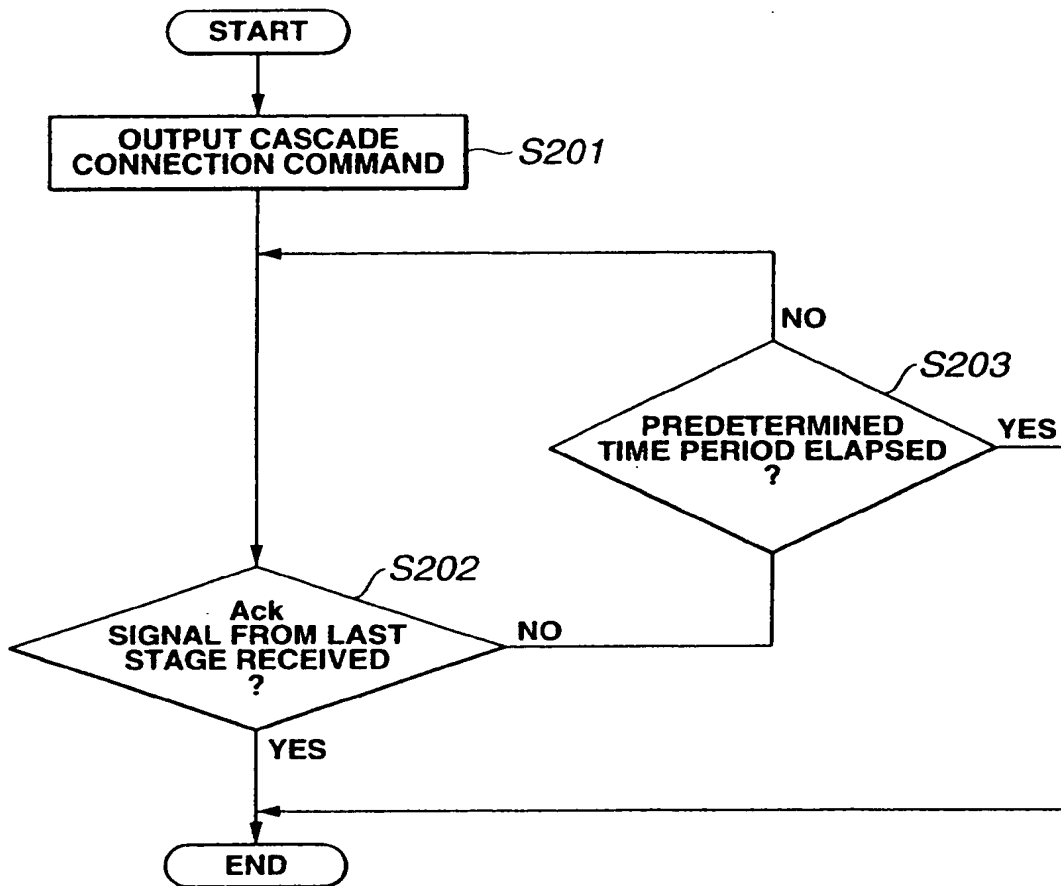 START
OUTPUT CASCADE
CONNECTION COMMAND
S201
NO
S203
PREDETERMINED
TIME PERIOD ELAPSED
?
YES
S202
Ack
SIGNAL FROM LAST
STAGE RECEIVED
?
NO
YES
END